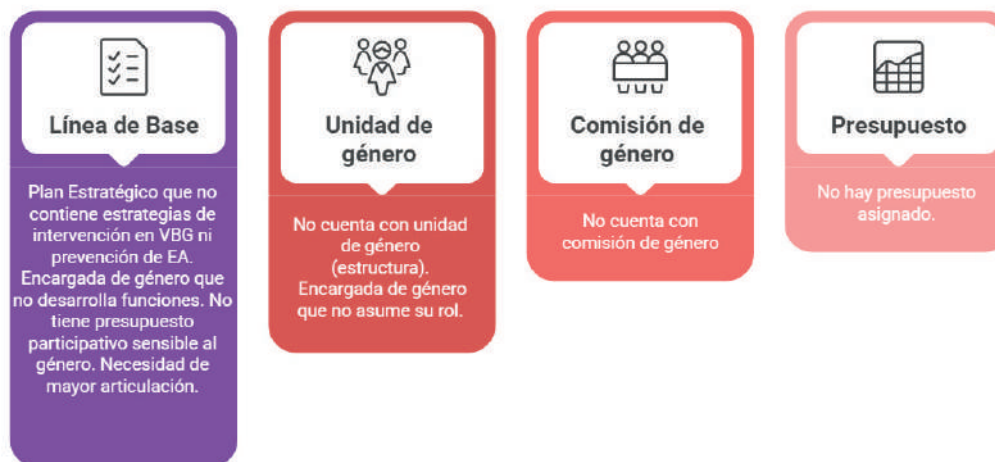 Línea de Base
Plan Estratégico que no
contiene estrategias de
intervención en VBG ni
prevención de EA.
Encargada de género que
no desarrolla funciones. No
tiene presupuesto
participativo sensible al
género. Necesidad de
mayor articulación.
Unidad de
género
No cuenta con unidad
de género
(estructura).
Encargada de género
que no asume su rol.
Comisión de
género
No cuenta con
comisión de género
Presupuesto
No hay presupuesto
asignado.